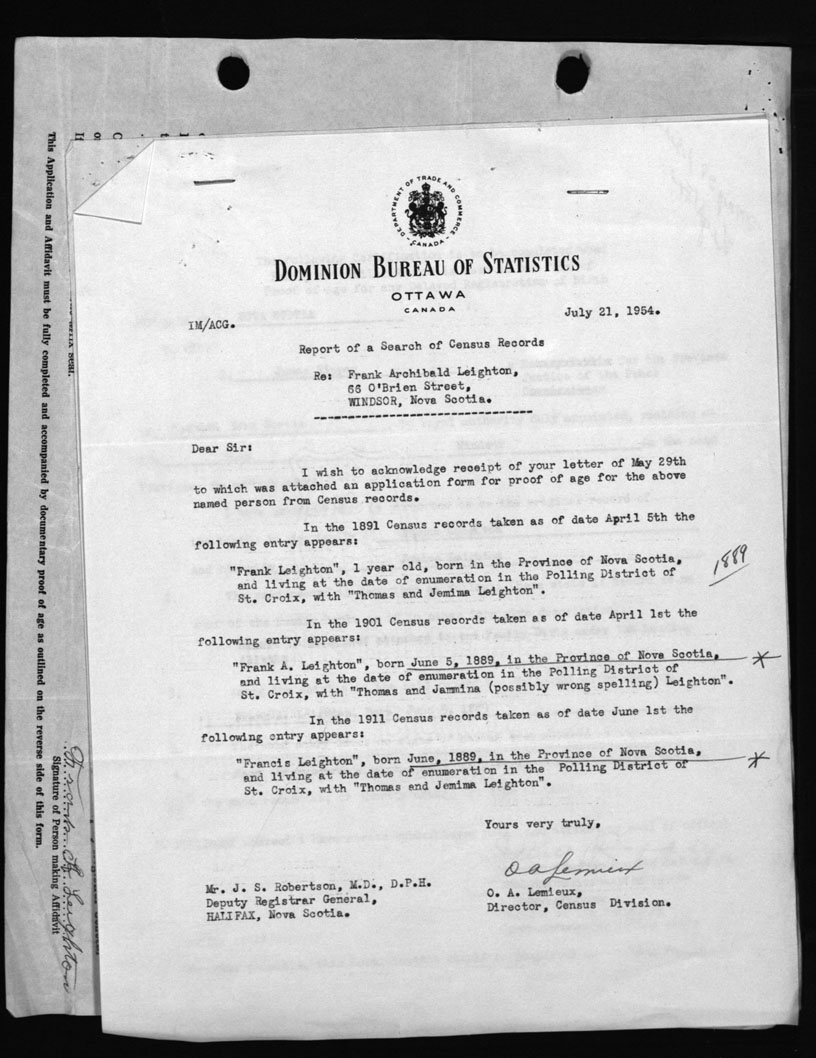 DEPARTMENT OF TRADE AND COMMERCE
- CANADA -
DOMINION BUREAU OF STATISTICS
OTTAWA
CANADA
IM/ACG.
July 21, 1954.
Report of a Search of Census Records
Re: Frank Archibald Leighton,
66 O'Brien Street,
WINDSOR, Nova Scotia.
Dear Sir:
I wish to acknowledge receipt of your letter of May 29th
to which was attached an application form for proof of age for the above
named person from Census records.
In the 1891 Census records taken as of date April 5th the
following entry appears:
"Frank Leighton", 1 year old, born in the Province of Nova Scotia,
and living at the date of enumeration in the Polling District of
St. Croix, with "Thomas and Jemima Leighton".
1889
In the 1901 Census records taken as of date April 1st the
following entry appears:
"Frank A. Leighton", born June 5, 1889, in the Province of Nova Scotia,
and living at the date of enumeration in the Polling District of
St. Croix, with "Thomas and Jammina (possibly wrong spelling) Leighton".
In the 1911 Census records taken as of date June 1st the
following entry appears:
"Francis Leighton", born June, 1889, in the Province of Nova Scotia,
and living at the date of enumeration in the Polling District of
St. Croix, with "Thomas and Jemima Leighton".
Yours very truly,
O A Lemieux
O. A. Lemieux,
Director, Census Division.
Mr. J. S. Robertson, M.D., D.P.H.
Deputy Registrar General,
HALIFAX, Nova Scotia.
This Application and Affidavit must be fully completed and accompanied by documentary proof of age as outlined on the reverse side of this form.
Signature of Person making Affidavit
Leighton